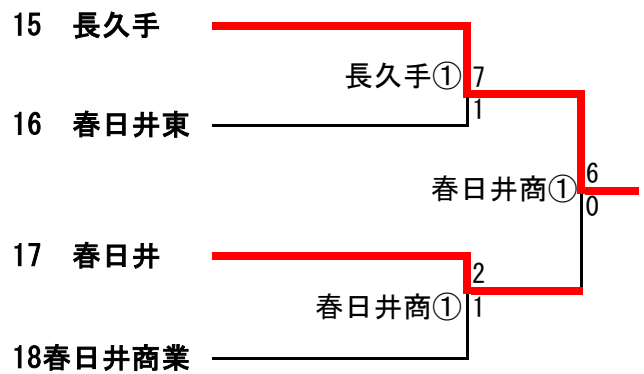 15 長久手
長久手① 7
1
16 春日井東
6
春日井商①
0
17 春日井
2
春日井商① 1
18春日井商業